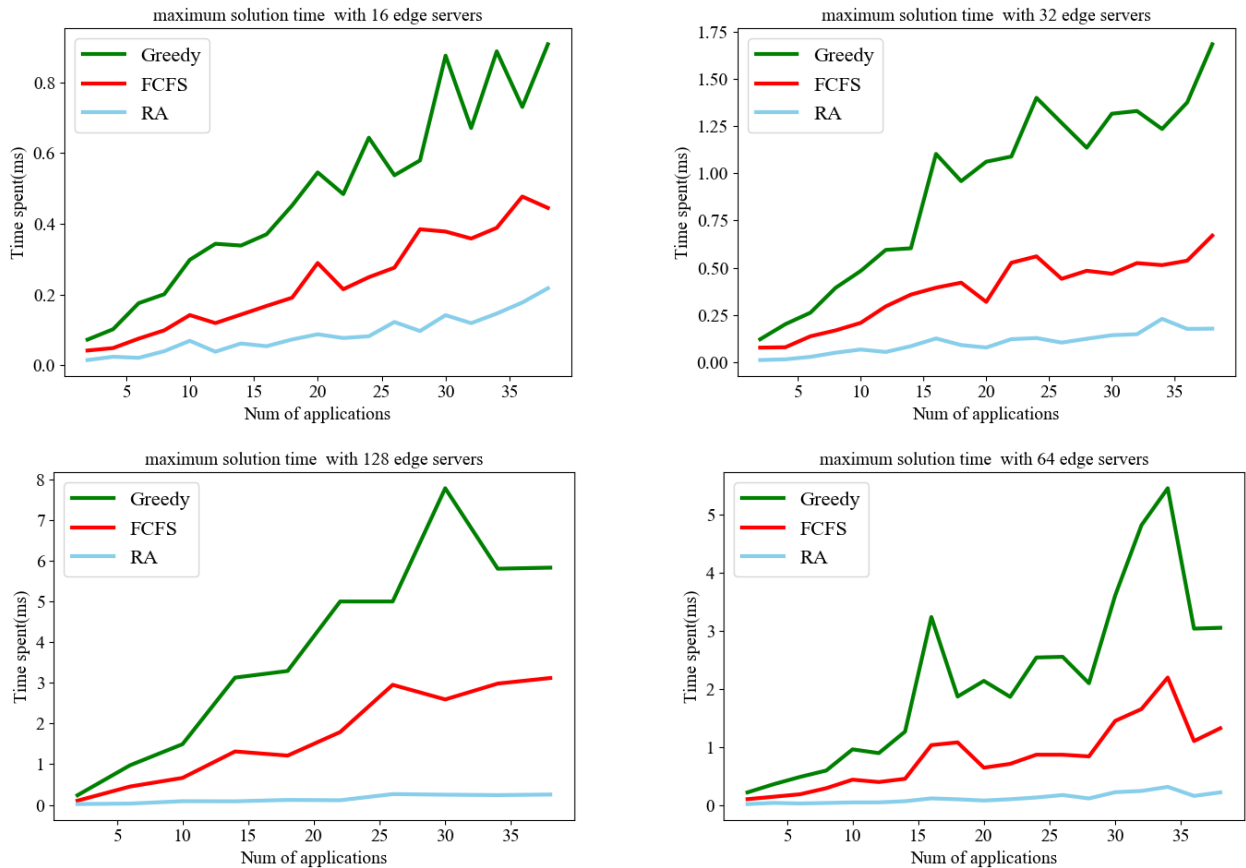 maximum solution time  with 16 edge servers
Greedy
FCFS
RA
Time spent(ms)
0.8
0.6
0.4
0.2
0.0
5 10 15 20 25 30 35
Num of applications
maximum solution time  with 32 edge servers
Greedy
FCFS
RA
Time spent(ms)
1.75
1.50
1.25
1.00
0.75
0.50
0.25
0.00
5 10 15 20 25 30 35
Num of applications
maximum solution time  with 128 edge servers
Greedy
FCFS
RA
Time spent(ms)
8
7
6
5
4
3
2
1
0
5 10 15 20 25 30 35
Num of applications
maximum solution time  with 64 edge servers
Greedy
FCFS
RA
Time spent(ms)
5
4
3
2
1
0
5 10 15 20 25 30 35
Num of applications